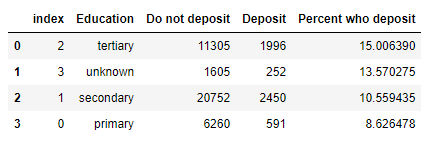 index Education Do not deposit Deposit Percent who deposit
0 2 tertiary 11305 1996 15.006390
1 3 unknown 1605 252 13.570275
2 1 secondary 20752 2450 10.559435
3 0 primary 6260 591 8.626478